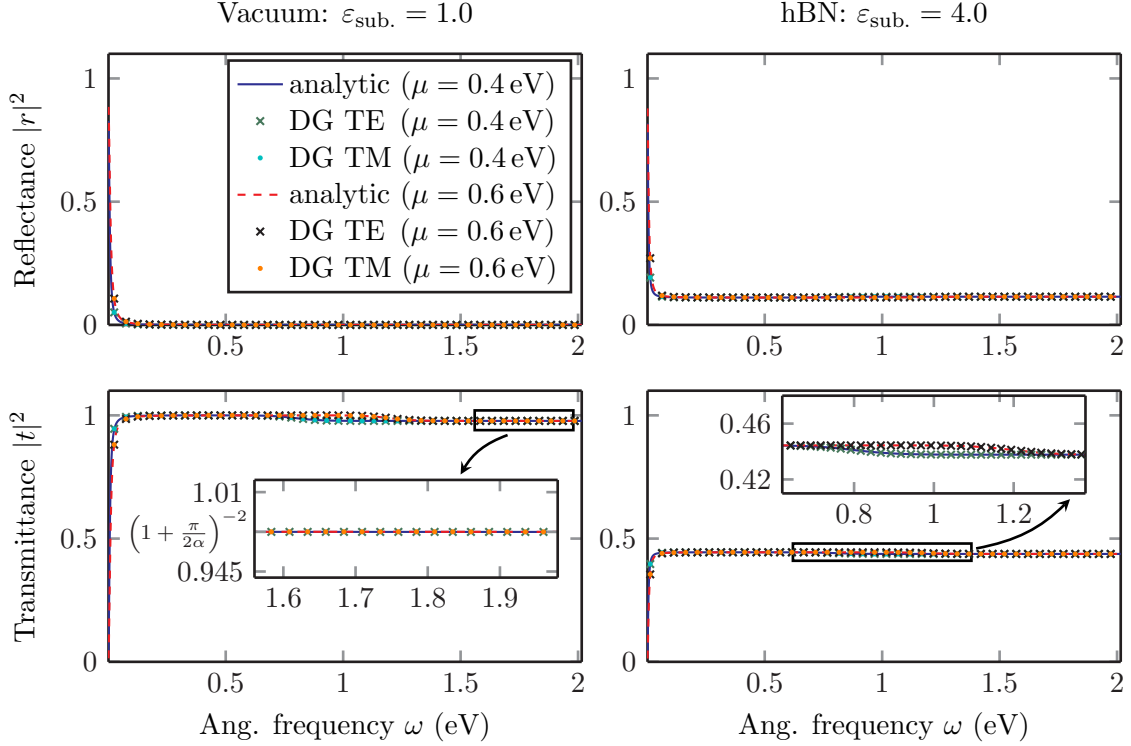 Vacuum: ε_sub. = 1.0
hBN: ε_sub. = 4.0
Reflectance |r|²
1
0.5
0
0.5 1 1.5 2
analytic (μ = 0.4 eV)
DG TE (μ = 0.4 eV)
DG TM (μ = 0.4 eV)
analytic (μ = 0.6 eV)
DG TE (μ = 0.6 eV)
DG TM (μ = 0.6 eV)
1
0.5
0
0.5 1 1.5 2
Transmittance |t|²
1
0.5
0
0.5 1 1.5 2
1.01
(1 + π/2α)⁻²
0.945
1.6 1.7 1.8 1.9
Ang. frequency ω (eV)
1
0.5
0
0.5 1 1.5 2
0.46
0.42
0.8 1 1.2
Ang. frequency ω (eV)